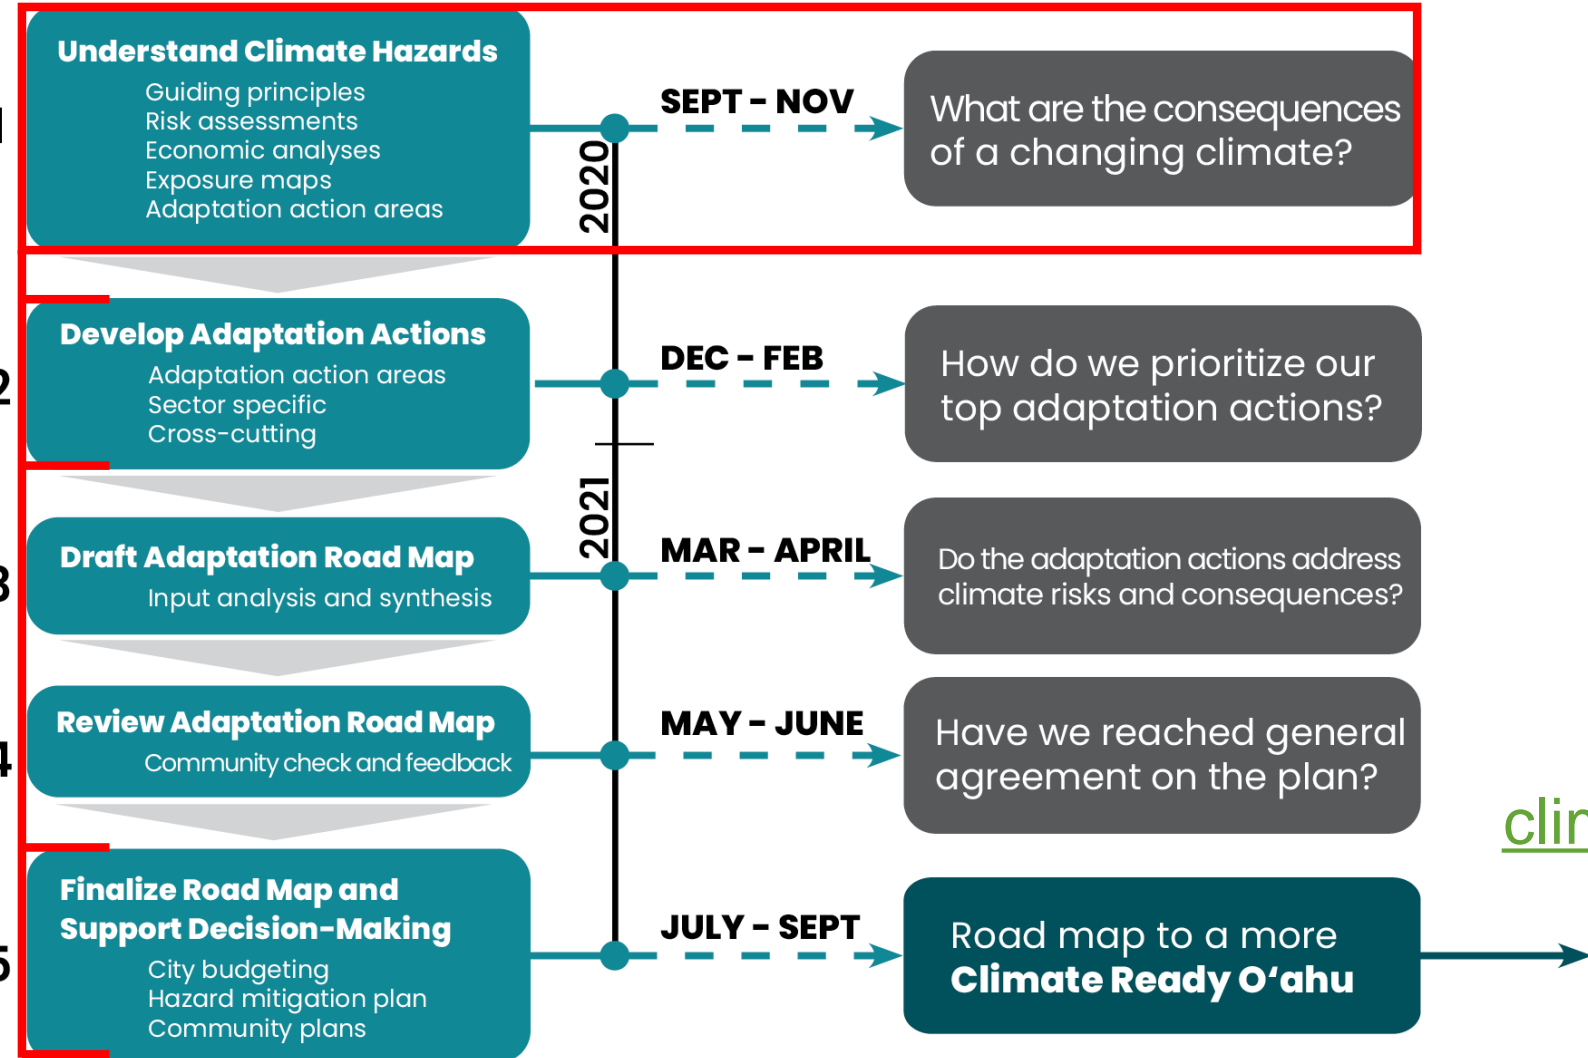 Understand Climate Hazards
Guiding principles
Risk assessments
Economic analyses
Exposure maps
Adaptation action areas
2020
SEPT - NOV
What are the consequences
of a changing climate?
2
Develop Adaptation Actions
Adaptation action areas
Sector specific
Cross-cutting
DEC - FEB
How do we prioritize our
top adaptation actions?
2021
3
Draft Adaptation Road Map
Input analysis and synthesis
MAR - APRIL
Do the adaptation actions address
climate risks and consequences?
4
Review Adaptation Road Map
Community check and feedback
MAY - JUNE
Have we reached general
agreement on the plan?
5
Finalize Road Map and
Support Decision-Making
City budgeting
Hazard mitigation plan
Community plans
JULY - SEPT
Road map to a more
Climate Ready Oʻahu